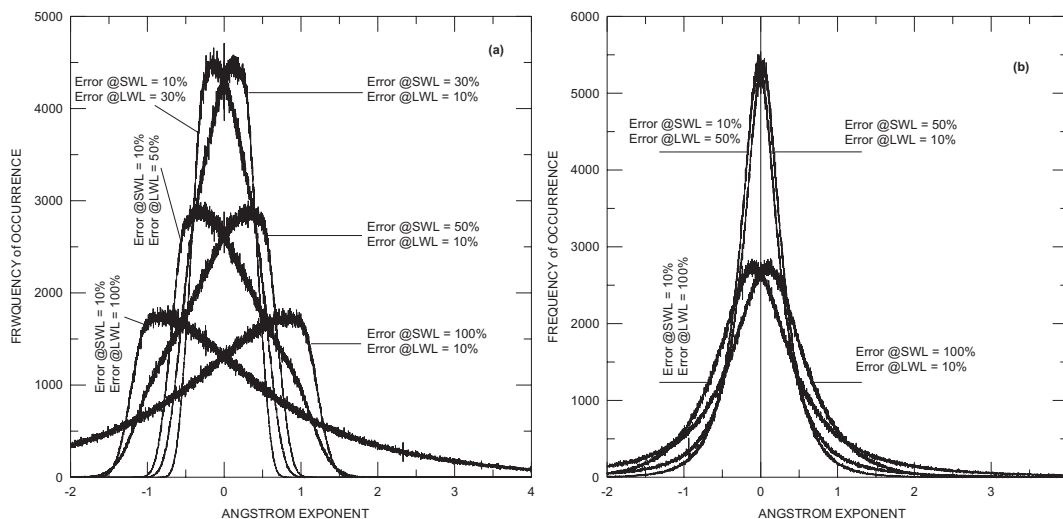 5000
4000
3000
2000
1000
0
FRWQUENCY of OCCURRENCE
(a)
Error @SWL = 10%
Error @LWL = 30%
Error @SWL = 30%
Error @LWL = 10%
Error @SWL = 10%
Error @LWL = 50%
Error @SWL = 50%
Error @LWL = 10%
Error @SWL = 10%
Error @LWL = 100%
Error @SWL = 100%
Error @LWL = 10%
-2 -1 0 1 2 3 4
ANGSTROM EXPONENT
6000
5000
4000
3000
2000
1000
0
FREQUENCY of OCCURRENCE
(b)
Error @SWL = 10%
Error @LWL = 50%
Error @SWL = 50%
Error @LWL = 10%
Error @SWL = 10%
Error @LWL = 100%
Error @SWL = 100%
Error @LWL = 10%
-2 -1 0 1 2 3
ANGSTROM EXPONENT